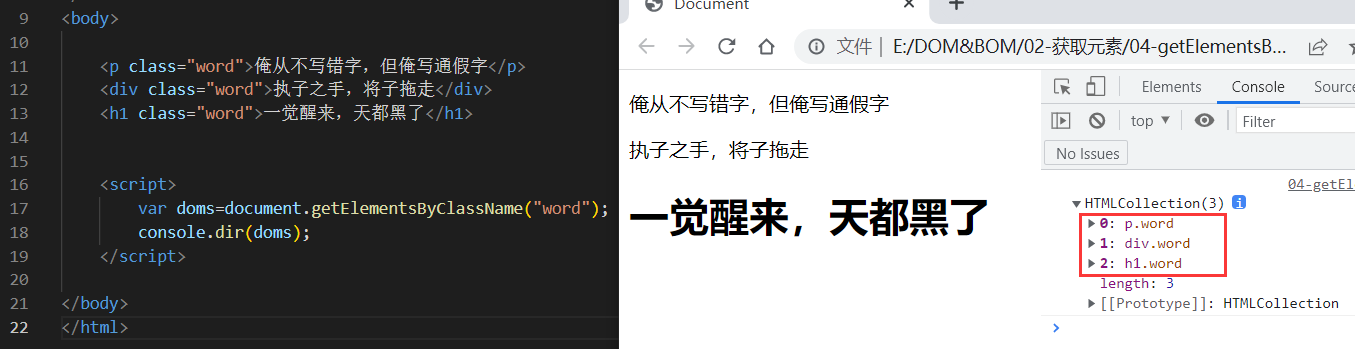 9 <body>
10
11 <p class="word">俺从不写错字，但俺写通假字</p>
12 <div class="word">执子之手，将子拖走</div>
13 <h1 class="word">一觉醒来，天都黑了</h1>
14
15
16 <script>
17 var doms=document.getElementsByClassName("word");
18 console.dir(doms);
19 </script>
20
21 </body>
22 </html>
Document
文件 | E:/DOM&BOM/02-获取元素/04-getElementsB...
俺从不写错字，但俺写通假字
执子之手，将子拖走
一觉醒来，天都黑了
Elements Console Sourc
top Filter
No Issues
04-getEl
HTMLCollection(3)
0: p.word
1: div.word
2: h1.word
length: 3
[[Prototype]]: HTMLCollection